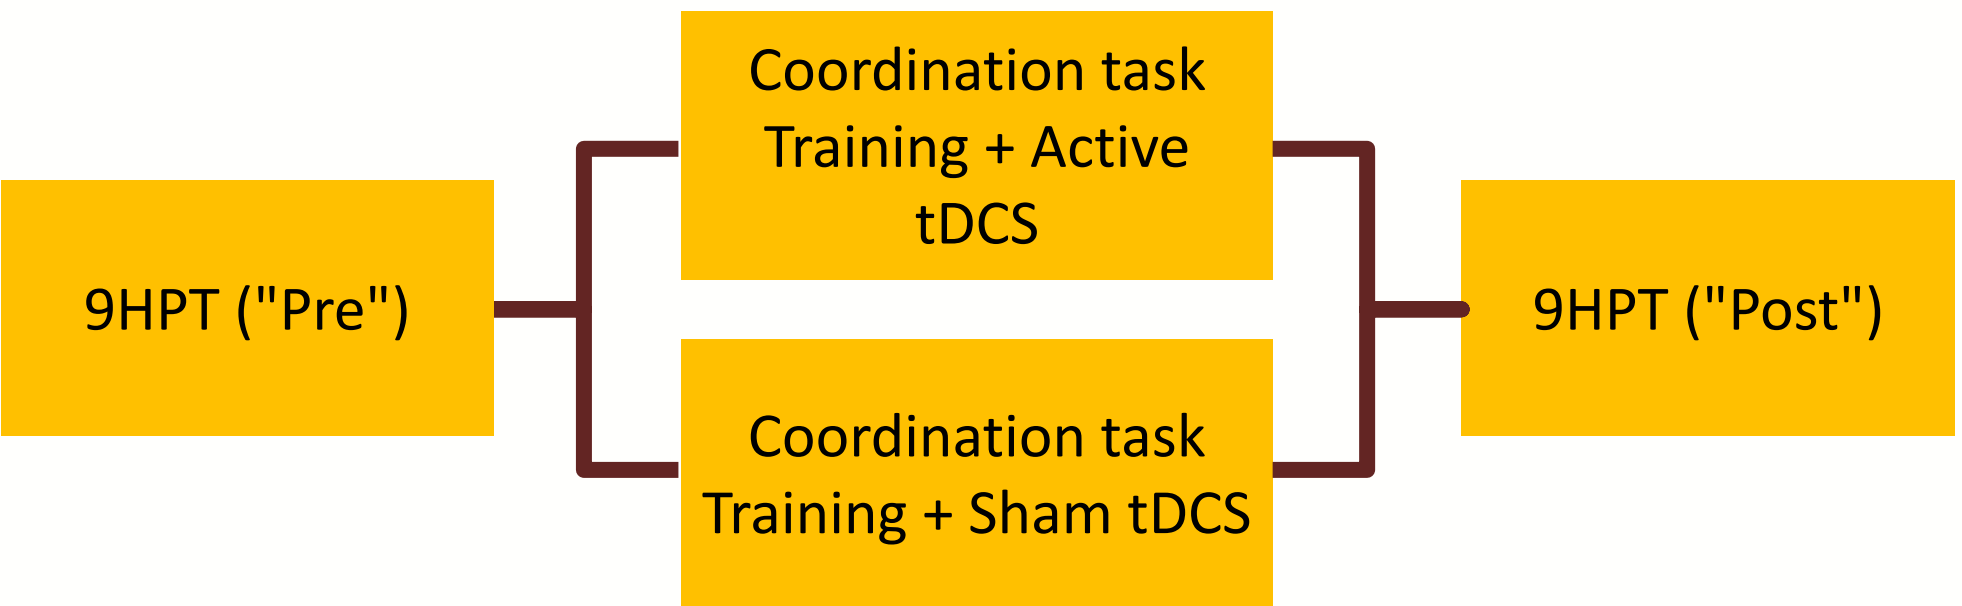 9HPT ("Pre")
Coordination task
Training + Active
tDCS
Coordination task
Training + Sham tDCS
9HPT ("Post")